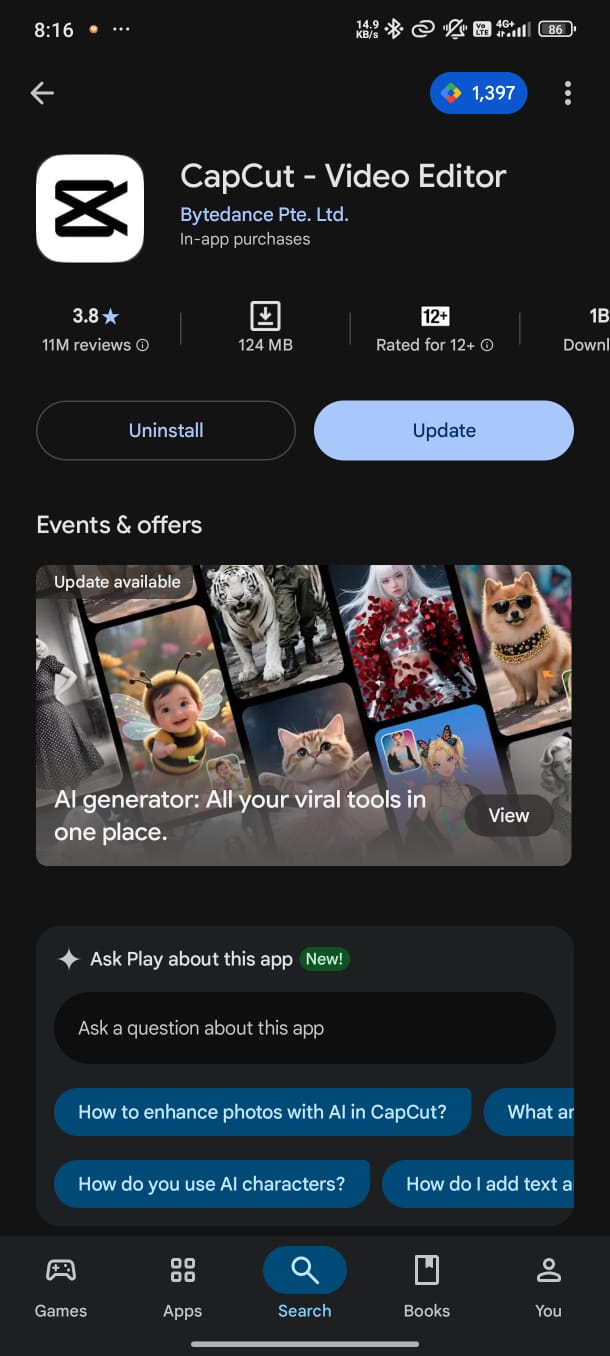 8:16
14.9
KB/s
Vo
LTE
4G+
86
1,397
CapCut - Video Editor
Bytedance Pte. Ltd.
In-app purchases
3.8★
11M reviews
124 MB
12+
Rated for 12+
1B
Downl
Uninstall
Update
Events & offers
Update available
AI generator: All your viral tools in
one place.
View
Ask Play about this app
New!
Ask a question about this app
How to enhance photos with AI in CapCut?
What ar
How do you use AI characters?
How do I add text a
Games
Apps
Search
Books
You